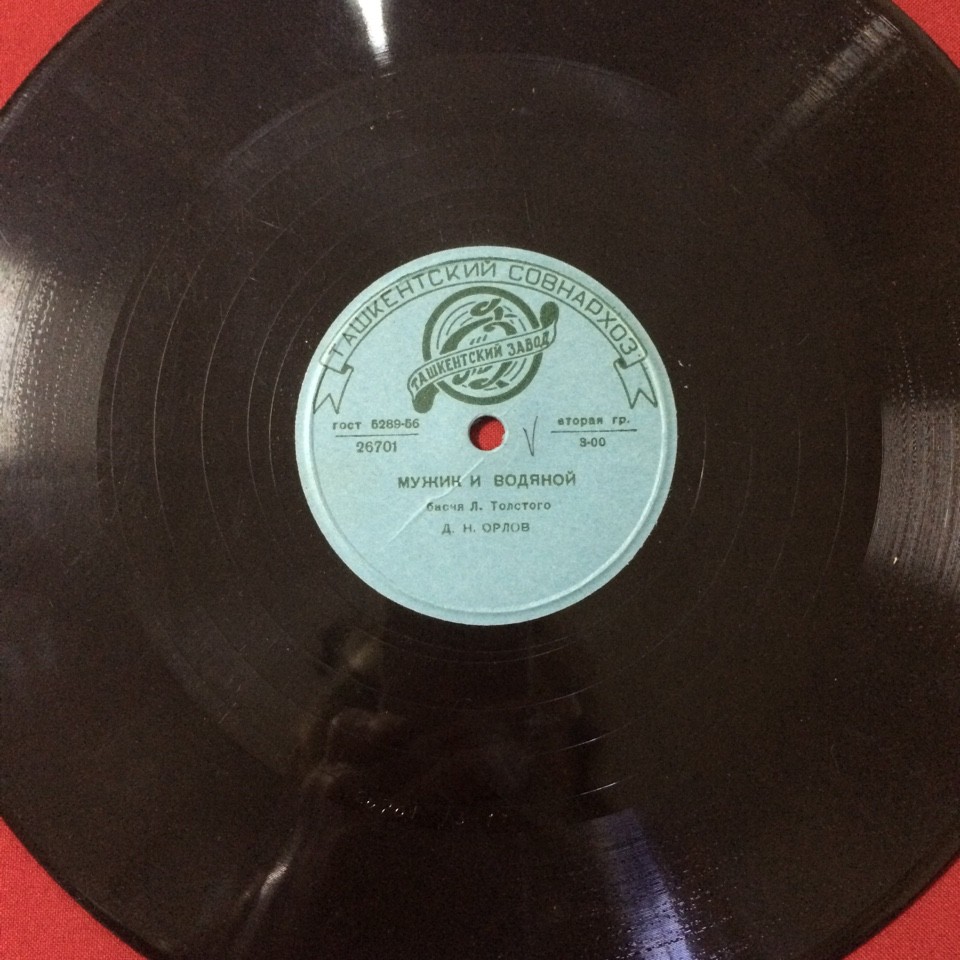 ТАШКЕНТСКИЙ СОВНАРХОЗ
ТАШКЕНТСКИЙ ЗАВОД
ГОСТ 5289-56
26701
вторая гр.
3-00
МУЖИК И ВОДЯНОЙ
басня Л. Толстого
Д. Н. ОРЛОВ